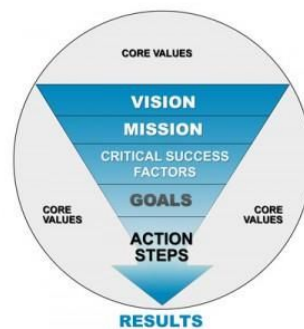 CORE VALUES
VISION
MISSION
CRITICAL SUCCESS
FACTORS
GOALS
CORE
VALUES
CORE
VALUES
ACTION
STEPS
RESULTS